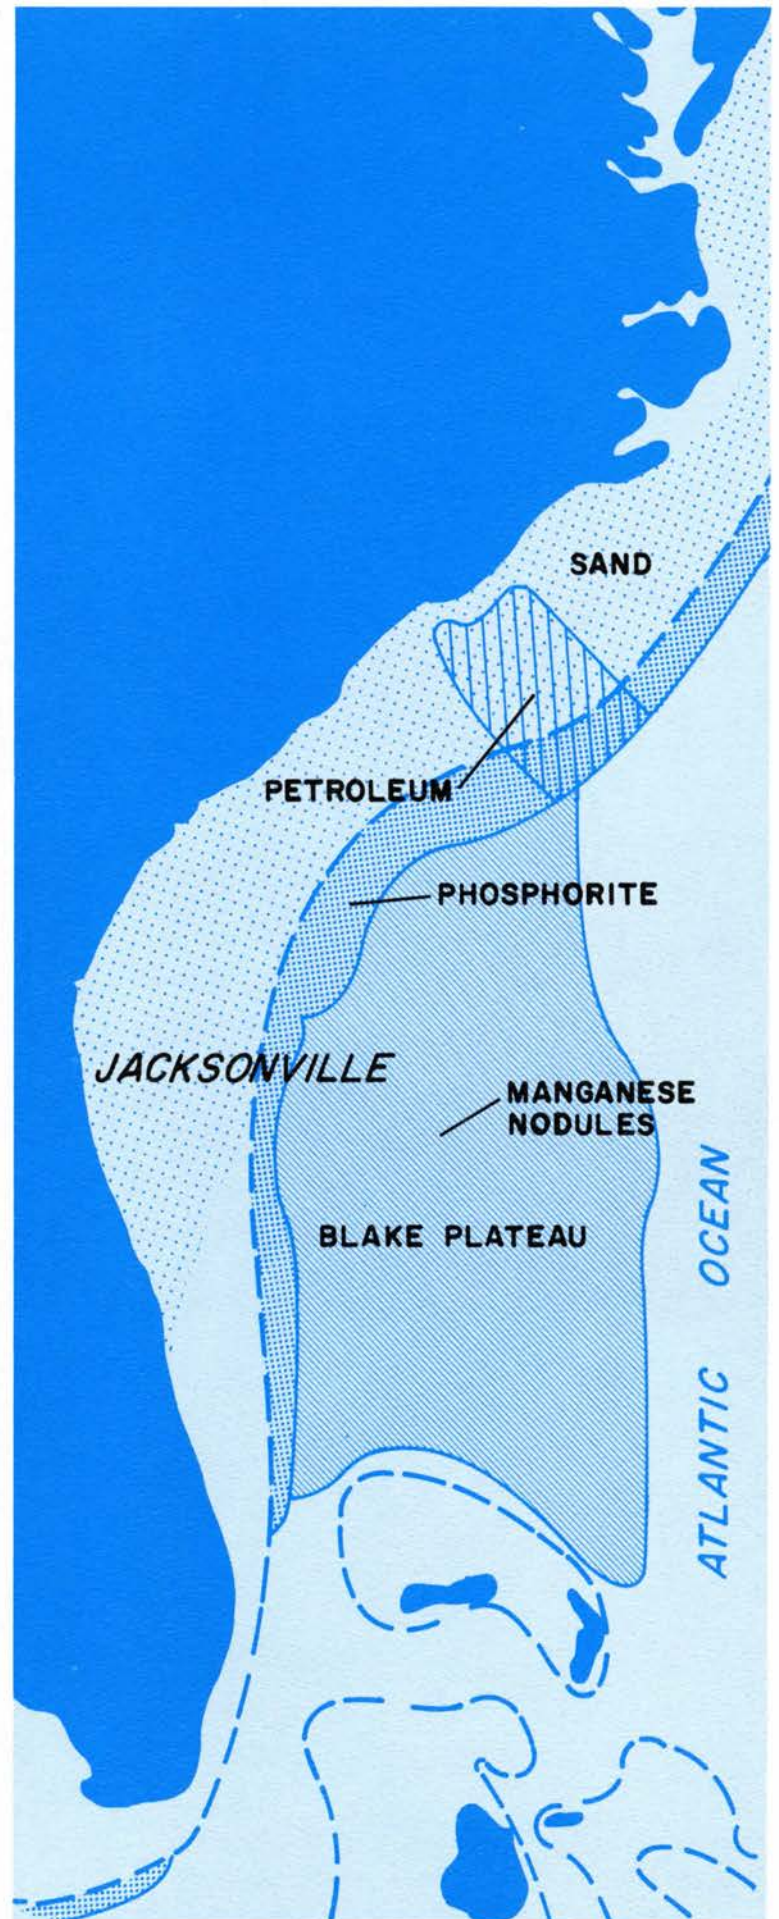 SAND
PETROLEUM
PHOSPHORITE
JACKSONVILLE
MANGANESE
NODULES
BLAKE PLATEAU
ATLANTIC OCEAN